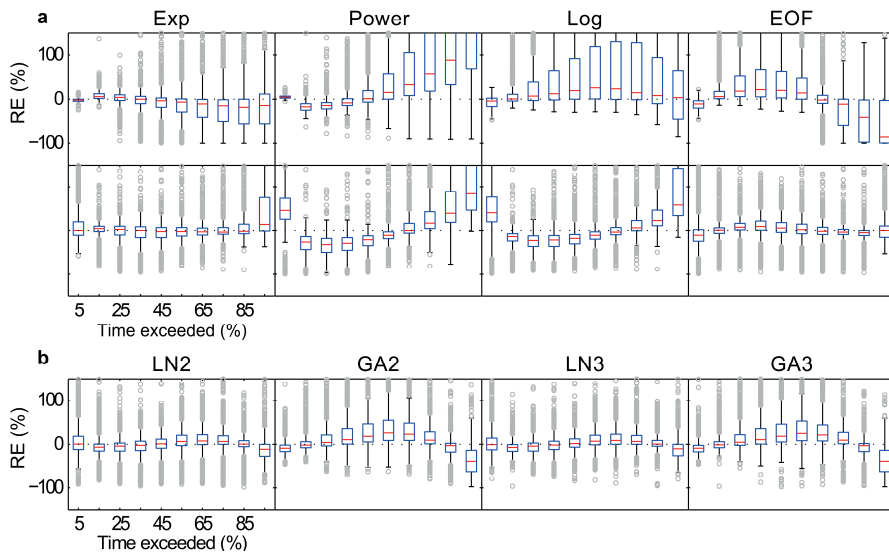 a
Exp Power Log EOF
RE (%)
100
0
−100
5 25 45 65 85
Time exceeded (%)
b
LN2 GA2 LN3 GA3
RE (%)
100
0
−100
5 25 45 65 85
Time exceeded (%)